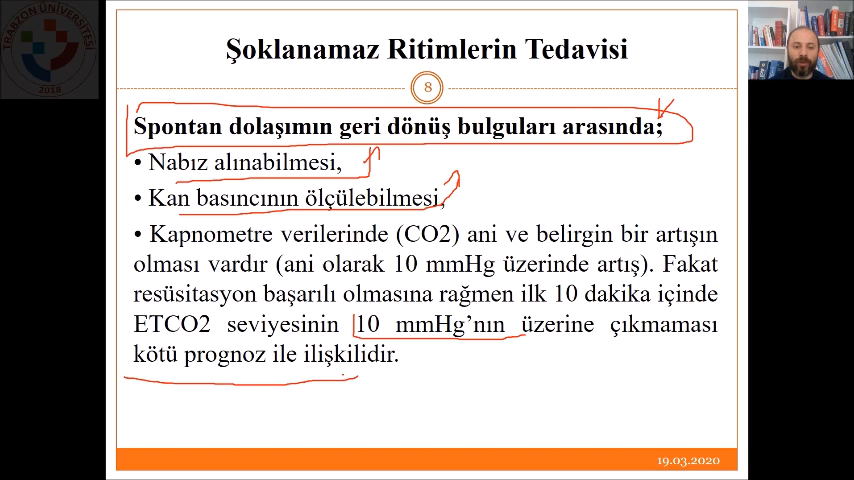 TRABZON ÜNİVERSİTESİ
2018
Şoklanamaz Ritimlerin Tedavisi
8
Spontan dolaşımın geri dönüş bulguları arasında;
• Nabız alınabilmesi,
• Kan basıncının ölçülebilmesi,
• Kapnometre verilerinde (CO2) ani ve belirgin bir artışın
olması vardır (ani olarak 10 mmHg üzerinde artış). Fakat
resüsitasyon başarılı olmasına rağmen ilk 10 dakika içinde
ETCO2 seviyesinin 10 mmHg’nın üzerine çıkmaması
kötü prognoz ile ilişkilidir.
19.03.2020